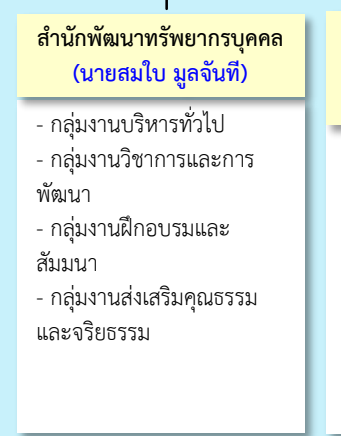 สำนักพัฒนาทรัพยากรบุคคล
(นายสมใบ มูลจันที)
- กลุ่มงานบริหารทั่วไป
- กลุ่มงานวิชาการและการ
พัฒนา
- กลุ่มงานฝึกอบรมและ
สัมมนา
- กลุ่มงานส่งเสริมคุณธรรม
และจริยธรรม